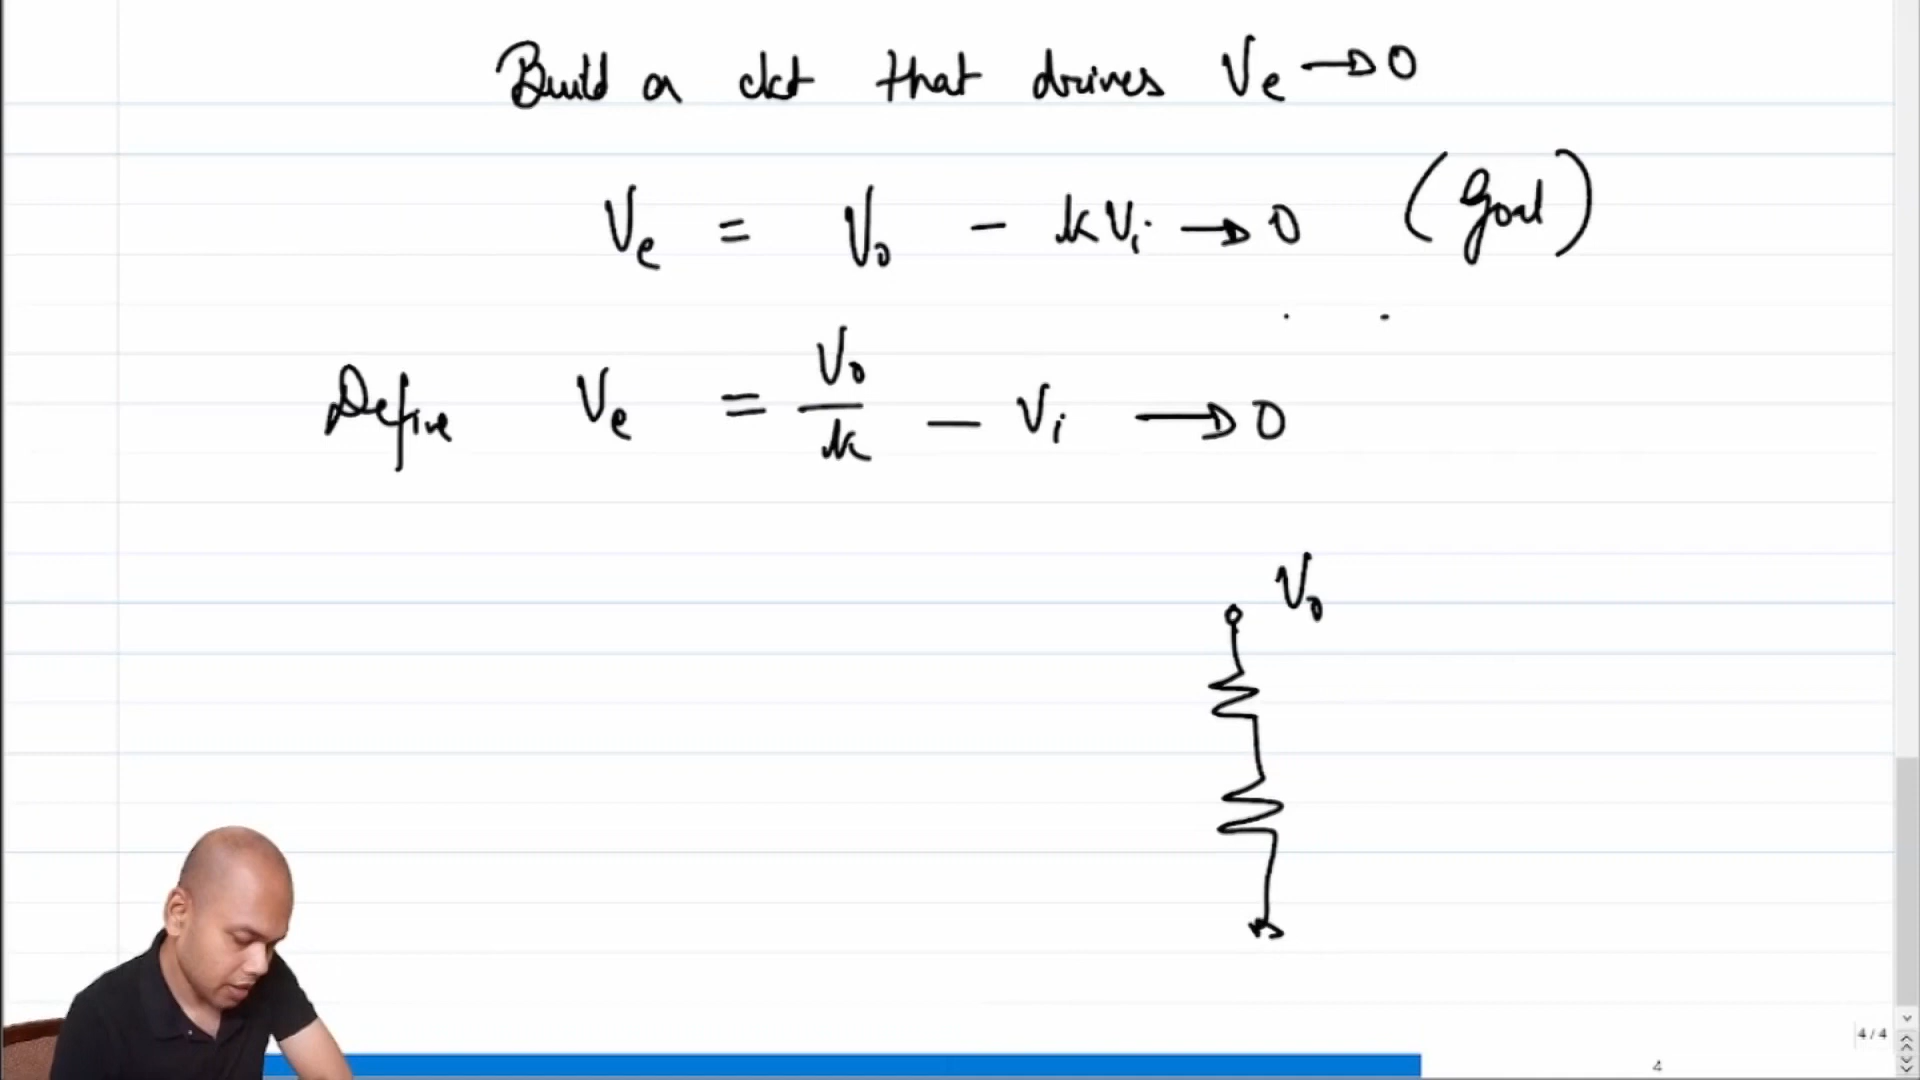 Build a ckt that drives Ve → 0
Ve = Vo - kVi → 0 (Goal)
Define Ve = Vo/k - Vi → 0
Vo
4 / 4
4